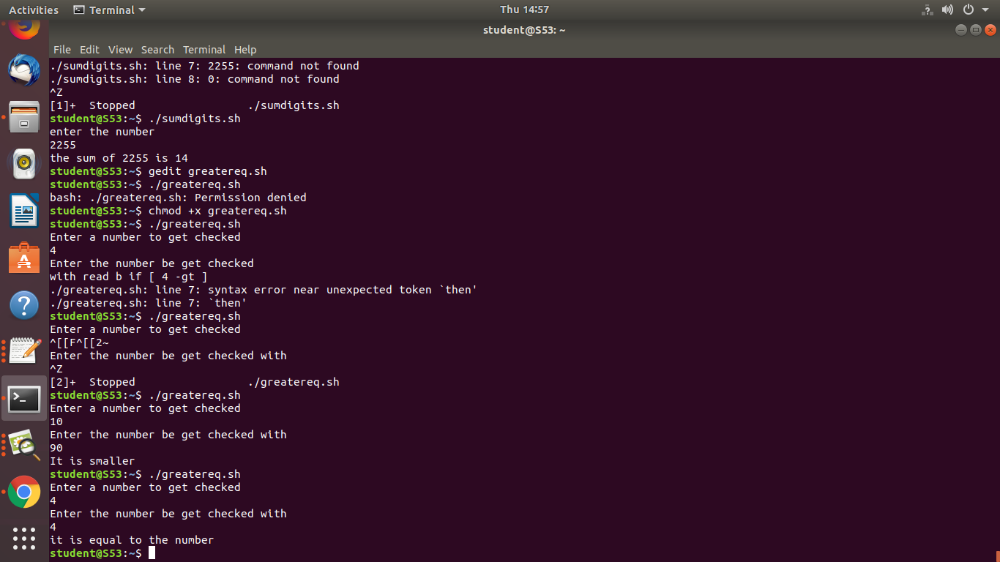 Activities Terminal Thu 14:57
student@S53: ~
File Edit View Search Terminal Help
./sumdigits.sh: line 7: 2255: command not found
./sumdigits.sh: line 8: 0: command not found
^Z
[1]+  Stopped                 ./sumdigits.sh
student@S53:~$ ./sumdigits.sh
enter the number
2255
the sum of 2255 is 14
student@S53:~$ gedit greatereq.sh
student@S53:~$ ./greatereq.sh
bash: ./greatereq.sh: Permission denied
student@S53:~$ chmod +x greatereq.sh
student@S53:~$ ./greatereq.sh
Enter a number to get checked
4
Enter the number be get checked
with read b if [ 4 -gt ]
./greatereq.sh: line 7: syntax error near unexpected token `then'
./greatereq.sh: line 7: `then'
student@S53:~$ ./greatereq.sh
Enter a number to get checked
^[[F^[[2~
Enter the number be get checked with
^Z
[2]+  Stopped                 ./greatereq.sh
student@S53:~$ ./greatereq.sh
Enter a number to get checked
10
Enter the number be get checked with
90
It is smaller
student@S53:~$ ./greatereq.sh
Enter a number to get checked
4
Enter the number be get checked with
4
it is equal to the number
student@S53:~$